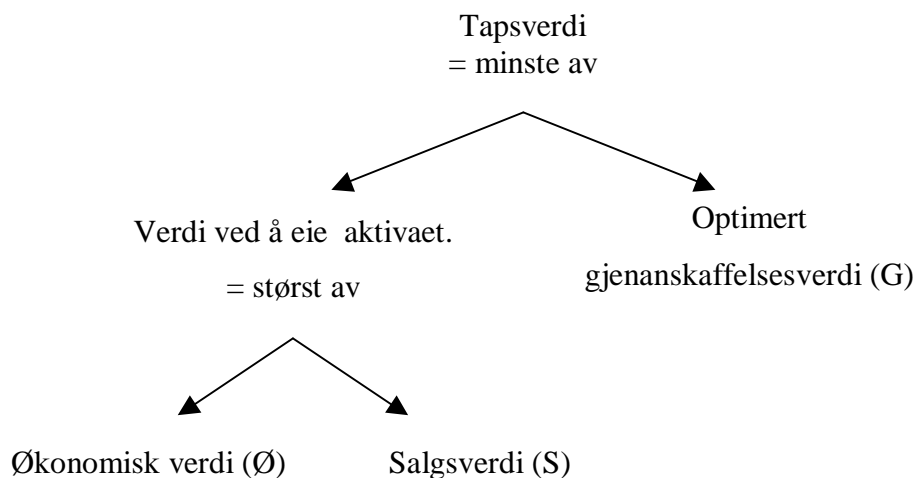 Tapsverdi
= minste av
Verdi ved å eie aktivaet.
= størst av
Optimert
gjenanskaffelsesverdi (G)
Økonomisk verdi (Ø)
Salgsverdi (S)